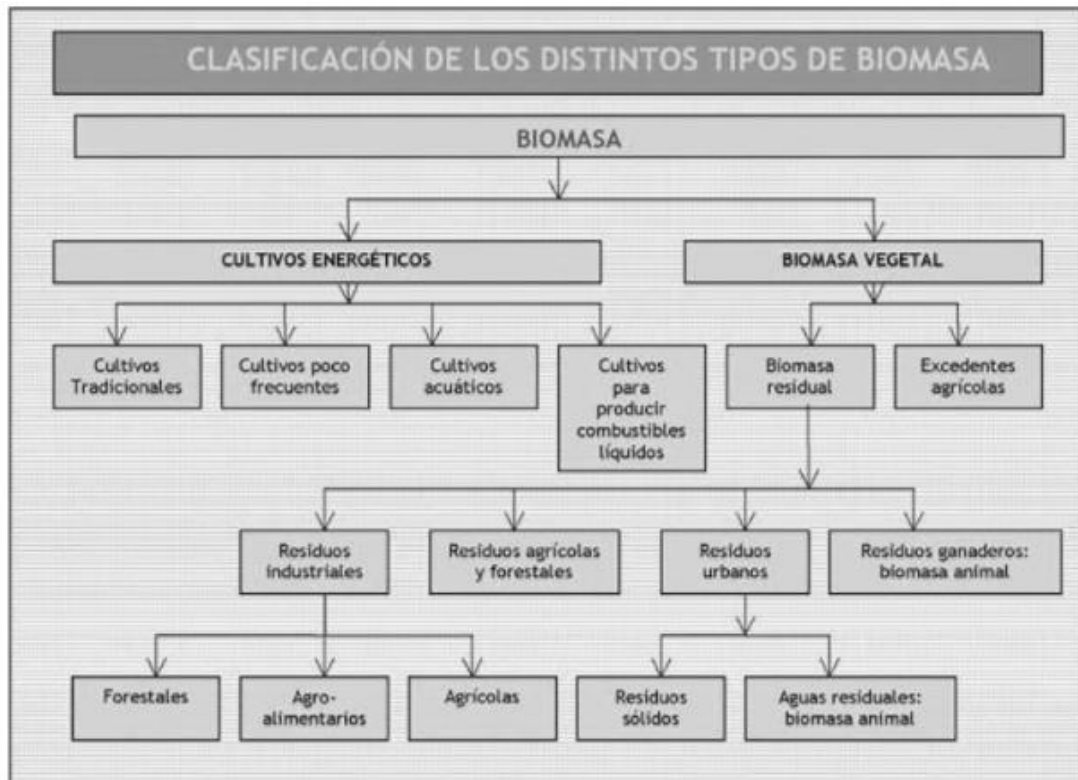 CLASIFICACIÓN DE LOS DISTINTOS TIPOS DE BIOMASA
BIOMASA
CULTIVOS ENERGÉTICOS
BIOMASA VEGETAL
Cultivos
Tradicionales
Cultivos poco
frecuentes
Cultivos
acuáticos
Cultivos
para
producir
combustibles
líquidos
Biomasa
residual
Excedentes
agrícolas
Residuos
industriales
Residuos agrícolas
y forestales
Residuos
urbanos
Residuos ganaderos:
biomasa animal
Forestales
Agro-
alimentarios
Agrícolas
Residuos
sólidos
Aguas residuales:
biomasa animal